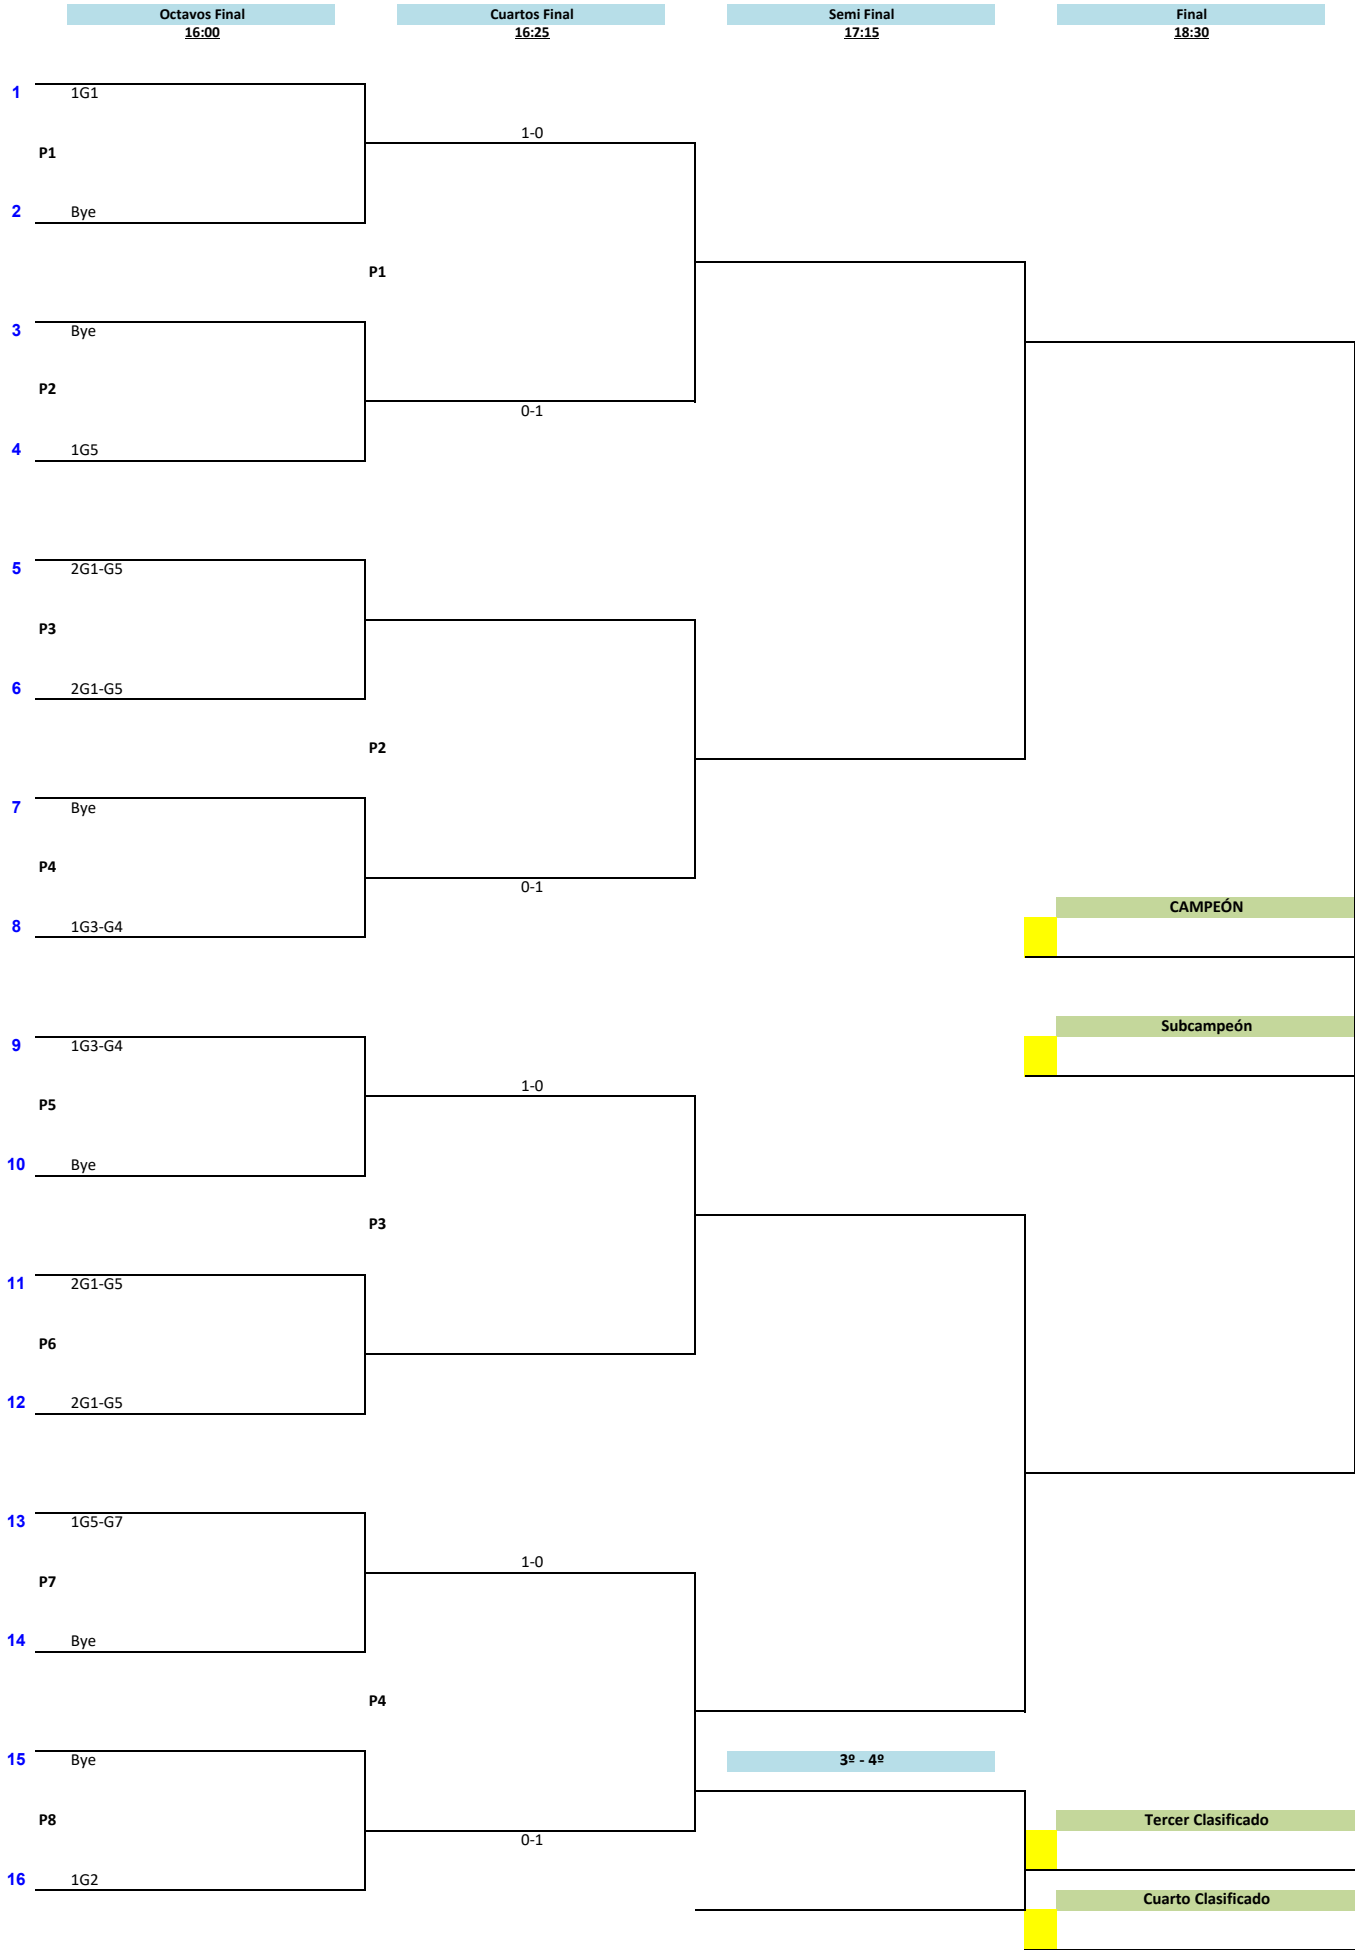 Octavos Final Cuartos Final Semi Final Final
16:00 16:25 17:15 18:30
1 1G1
1-0
P1
2 Bye
P1
3 Bye
P2
0-1
4 1G5
5 2G1-G5
P3
6 2G1-G5
P2
7 Bye
P4
0-1
CAMPEÓN
8 1G3-G4
Subcampeón
9 1G3-G4
1-0
P5
10 Bye
P3
11 2G1-G5
P6
12 2G1-G5
13 1G5-G7
1-0
P7
14 Bye
P4
15 Bye 3º - 4º
P8 Tercer Clasificado
0-1
16 1G2
Cuarto Clasificado